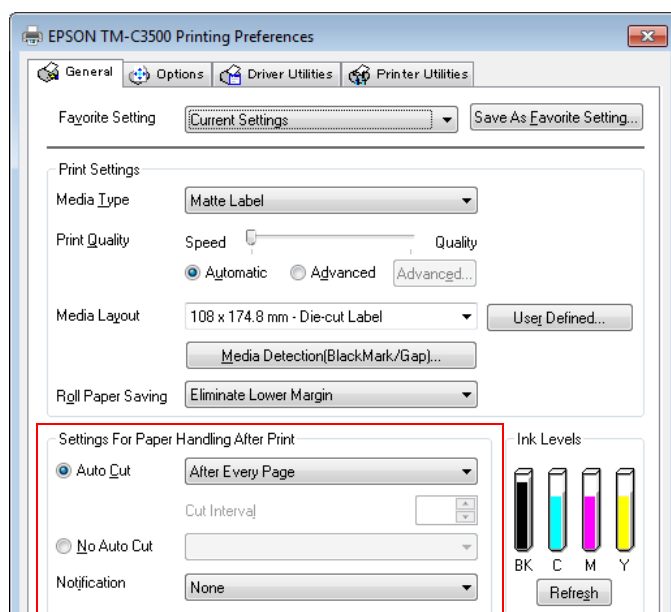 EPSON TM-C3500 Printing Preferences
General Options Driver Utilities Printer Utilities
Favorite Setting Current Settings Save As Favorite Setting...
Print Settings
Media Type Matte Label
Print Quality Speed Quality
Automatic Advanced Advanced...
Media Layout 108 x 174.8 mm - Die-cut Label User Defined...
Media Detection(BlackMark/Gap)...
Roll Paper Saving Eliminate Lower Margin
Settings For Paper Handling After Print Ink Levels
Auto Cut After Every Page
Cut Interval
No Auto Cut
BK C M Y
Notification None Refresh